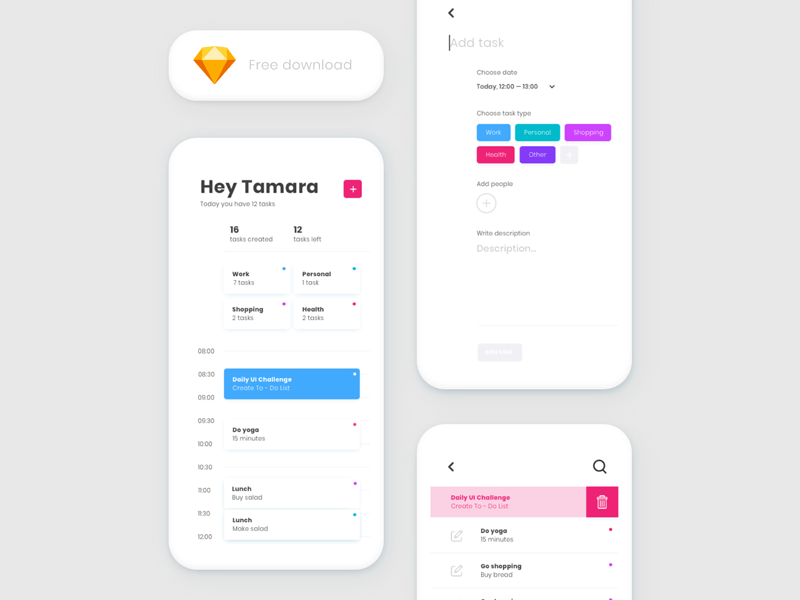 Free download
Hey Tamara
Today you have 12 tasks
16
tasks created
12
tasks left
Work
7 tasks
Personal
1 task
Shopping
2 tasks
Health
2 tasks
08:00
08:30
Daily UI Challenge
Create To - Do List
09:00
09:30
Do yoga
15 minutes
10:00
10:30
11:00
Lunch
Buy salad
11:30
Lunch
Make salad
12:00
Add task
Choose date
Today, 12:00 — 13:00
Choose task type
Work
Personal
Shopping
Health
Other
+
Add people
Write description
Description...
Daily UI Challenge
Create To - Do List
Do yoga
15 minutes
Go shopping
Buy bread